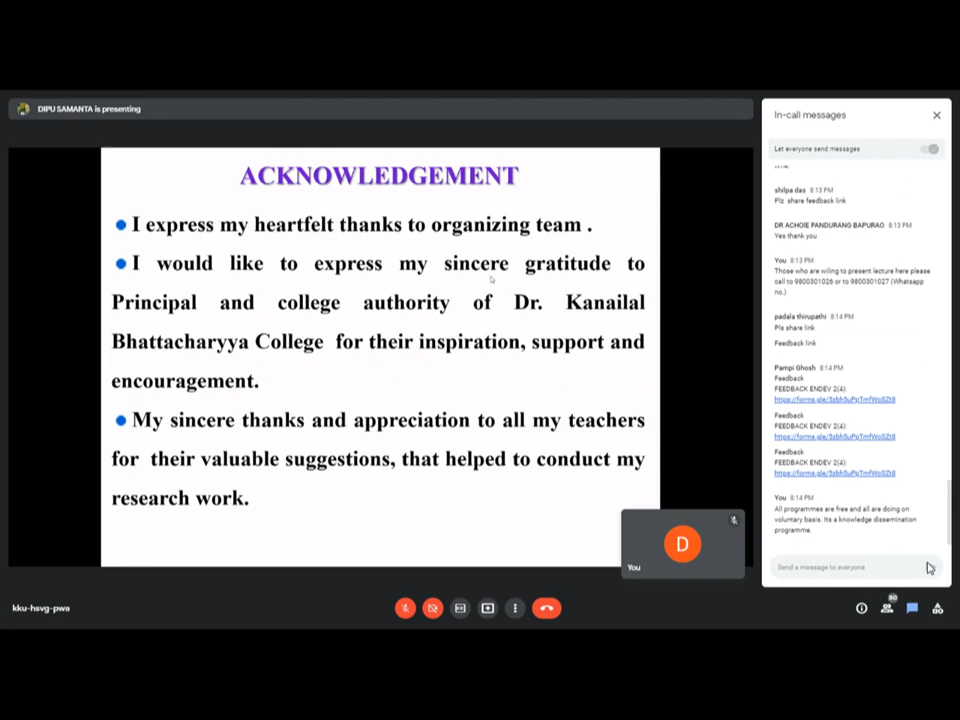 DIPU SAMANTA is presenting
ACKNOWLEDGEMENT
I express my heartfelt thanks to organizing team .
I would like to express my sincere gratitude to
Principal and college authority of Dr. Kanailal
Bhattacharyya College for their inspiration, support and
encouragement.
My sincere thanks and appreciation to all my teachers
for their valuable suggestions, that helped to conduct my
research work.
D
You
kku-hsvg-pwa
In-call messages
Let everyone send messages
shilpa das 8:13 PM
Plz share feedback link
DR ACHOIE PANDURANG BAPURAO 8:13 PM
Yes thank you
You 8:13 PM
Those who are wiling to present lecture here please
call to 9800301026 or to 9800301027 (Whatsapp
no.)
padala thirupathi 8:14 PM
Pls share link
Feedback link
Pampi Ghosh 8:14 PM
Feedback
FEEDBACK ENDEV 2(4):
Feedback
FEEDBACK ENDEV 2(4):
Feedback
FEEDBACK ENDEV 2(4):
You 8:14 PM
All programmes are free and all are doing on
voluntary basis. Its a knowledge dissemination
programme.
Send a message to everyone
80